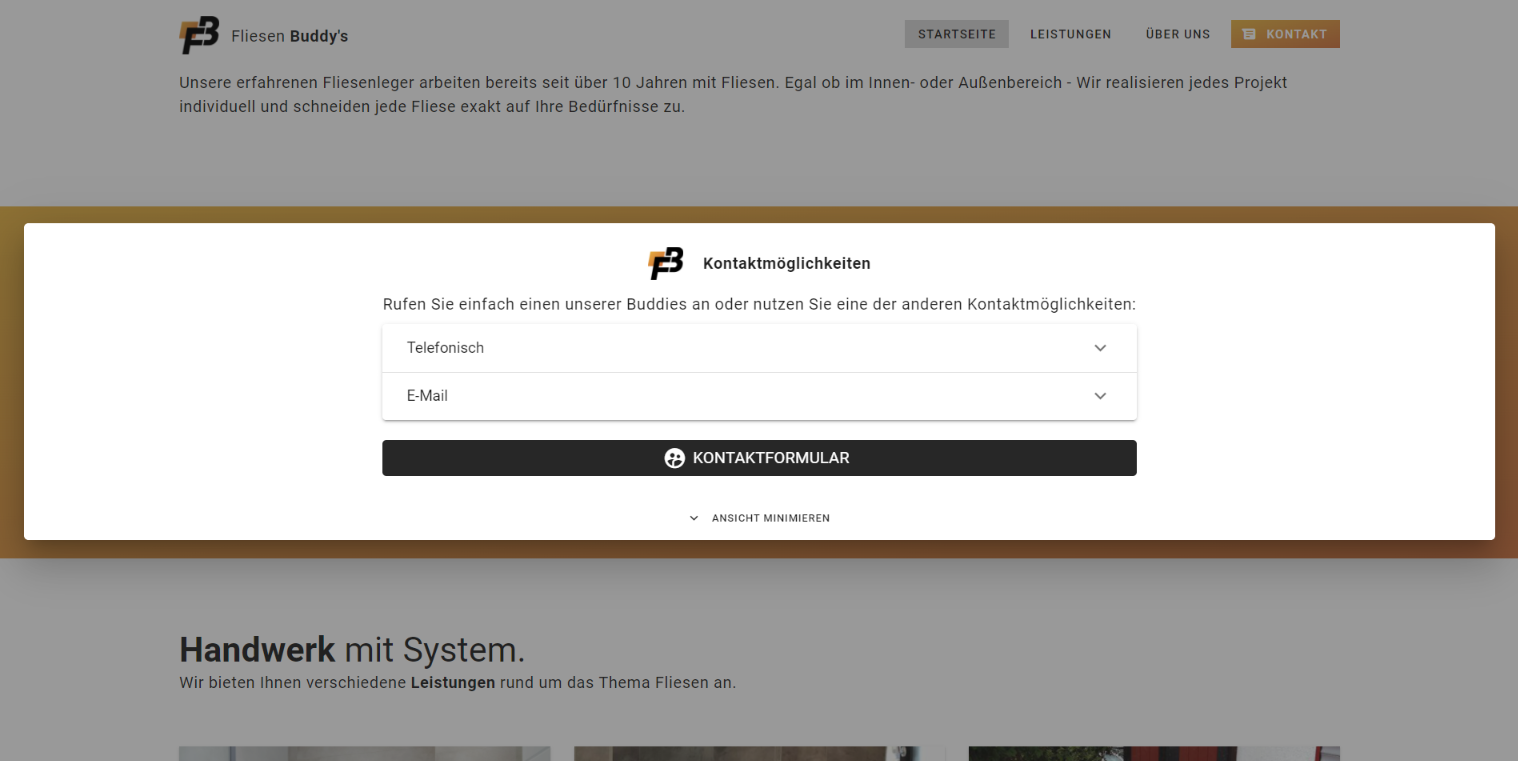 FB Fliesen Buddy's
STARTSEITE LEISTUNGEN ÜBER UNS KONTAKT
Unsere erfahrenen Fliesenleger arbeiten bereits seit über 10 Jahren mit Fliesen. Egal ob im Innen- oder Außenbereich - Wir realisieren jedes Projekt
individuell und schneiden jede Fliese exakt auf Ihre Bedürfnisse zu.
FB Kontaktmöglichkeiten
Rufen Sie einfach einen unserer Buddies an oder nutzen Sie eine der anderen Kontaktmöglichkeiten:
Telefonisch
E-Mail
KONTAKTFORMULAR
ANSICHT MINIMIEREN
Handwerk mit System.
Wir bieten Ihnen verschiedene Leistungen rund um das Thema Fliesen an.